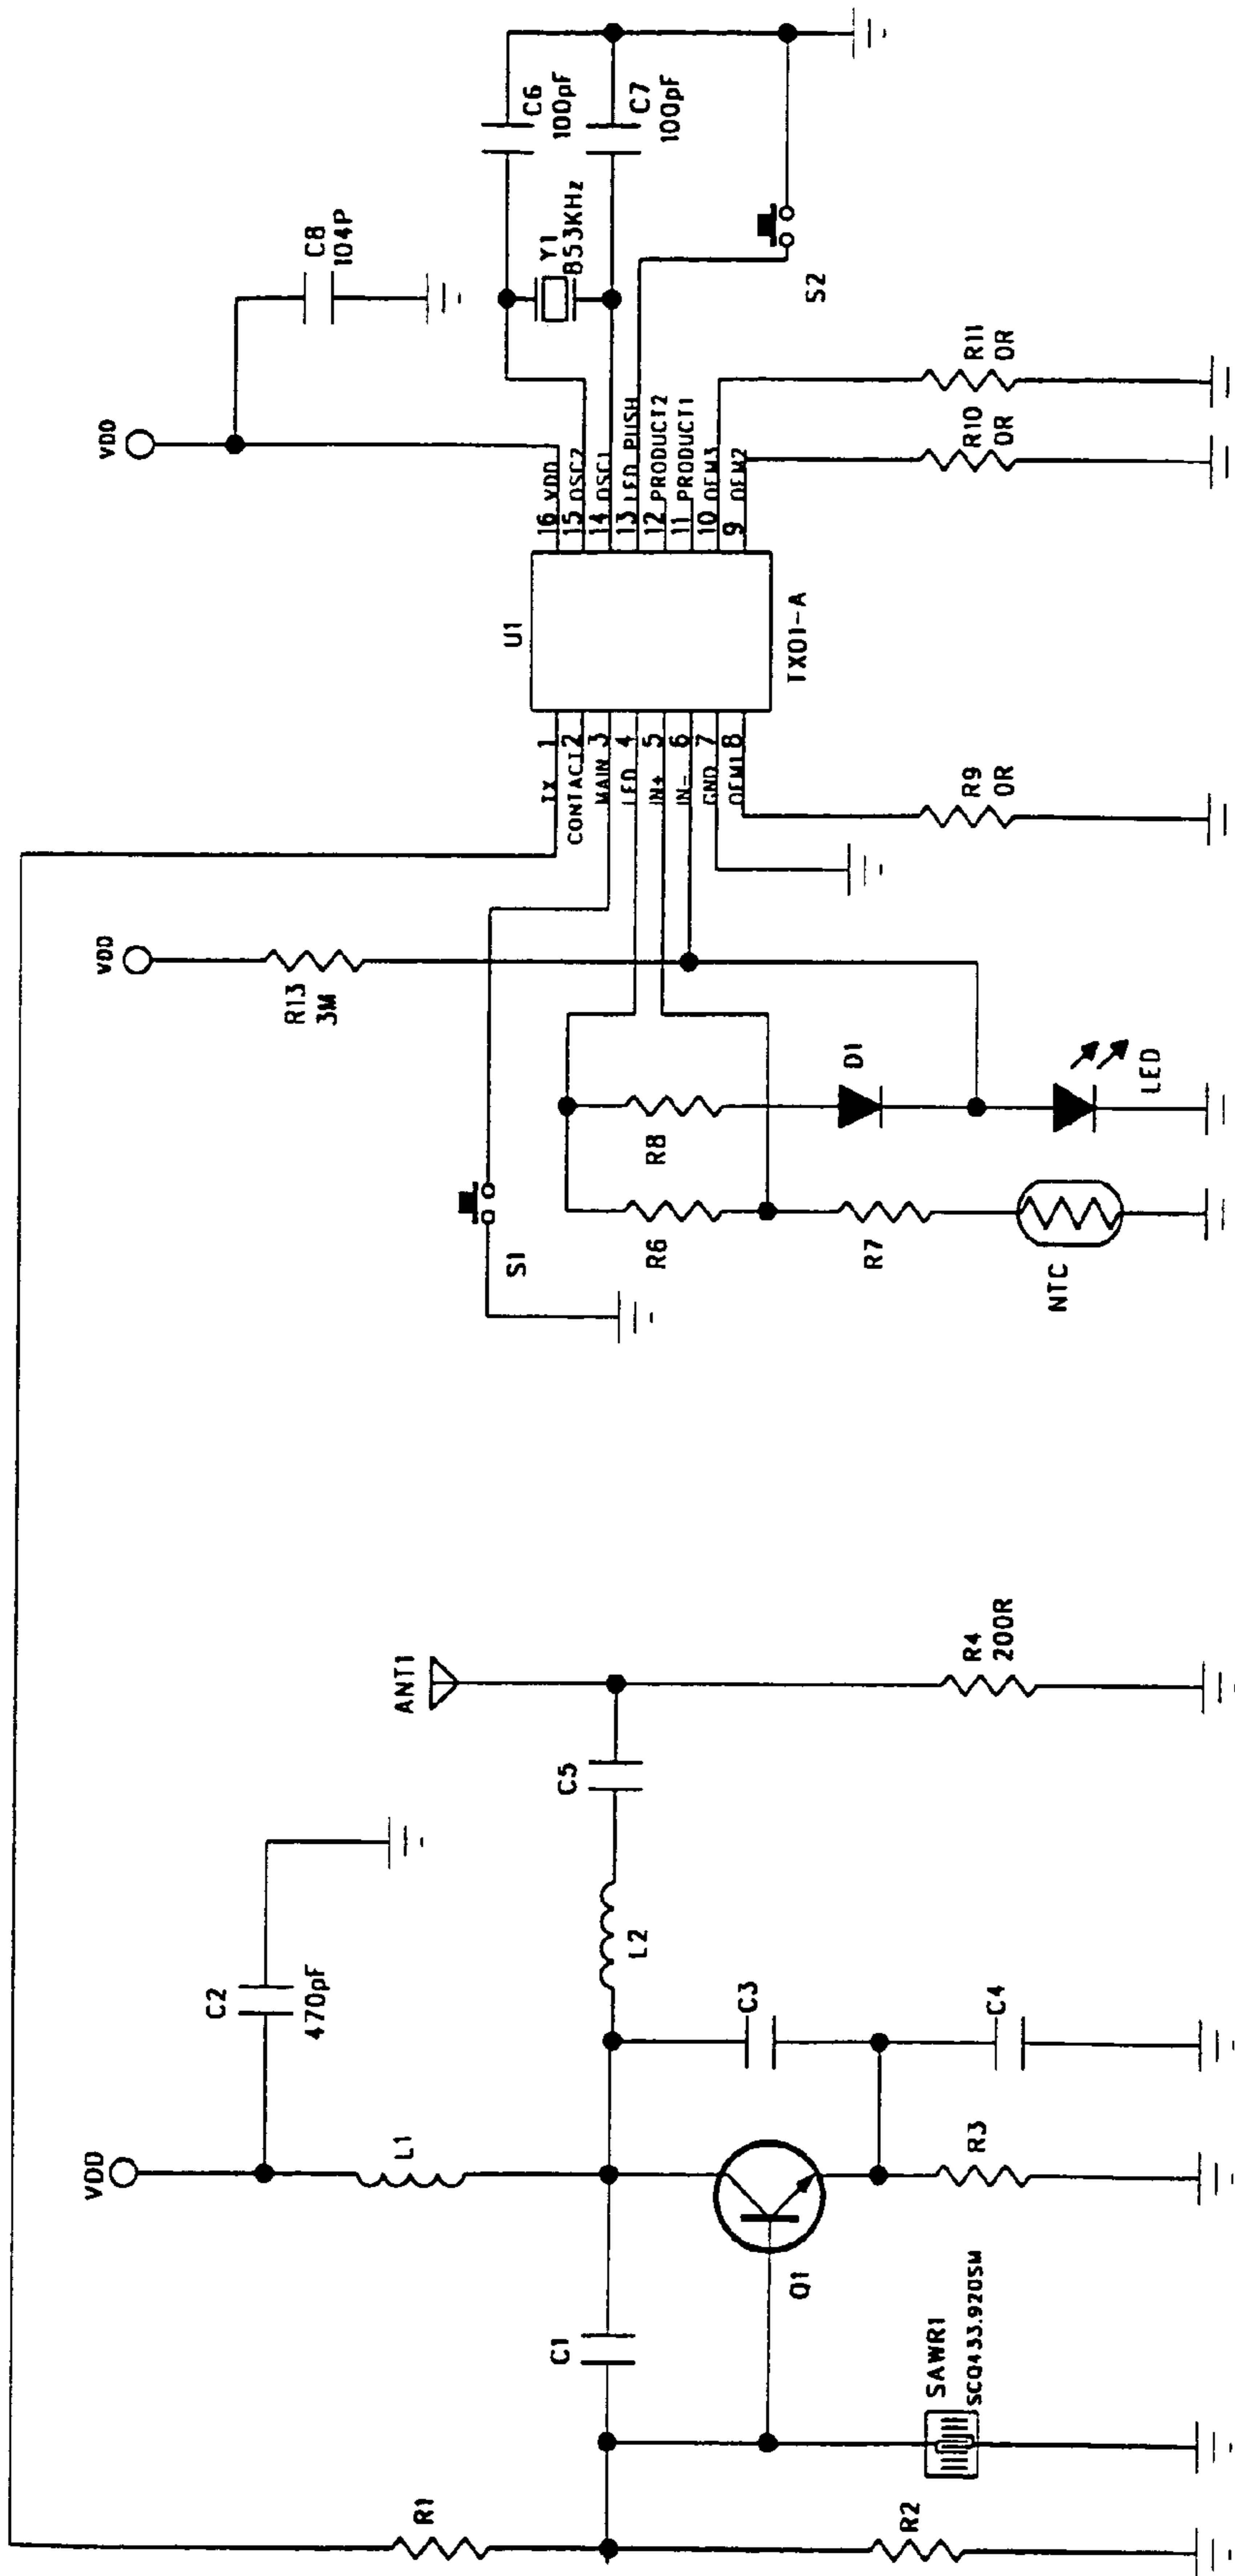 VDD
C2
470pF
L1
R1
C1
Q1
SAWR1
SCQ433.920SM
R2
R3
C3
C4
L2
C5
ANT1
R4
200R
VDD
R13
3M
S1
R6
R8
R7
D1
NTC
LED
TX 1
CONTACT 2
MAIN 3
LED 4
IN+ 5
IN- 6
GND 7
OEM1 8
R9
0R
U1
TX01-A
16 VDD
15 OSC2
14 OSC1
13 LED PUSH
12 PRODUCT2
11 PRODUCT1
10 OEM3
9 OEM2
VDD
C8
104P
Y1
853KHz
C6
100pF
C7
100pF
S2
R10
0R
R11
0R